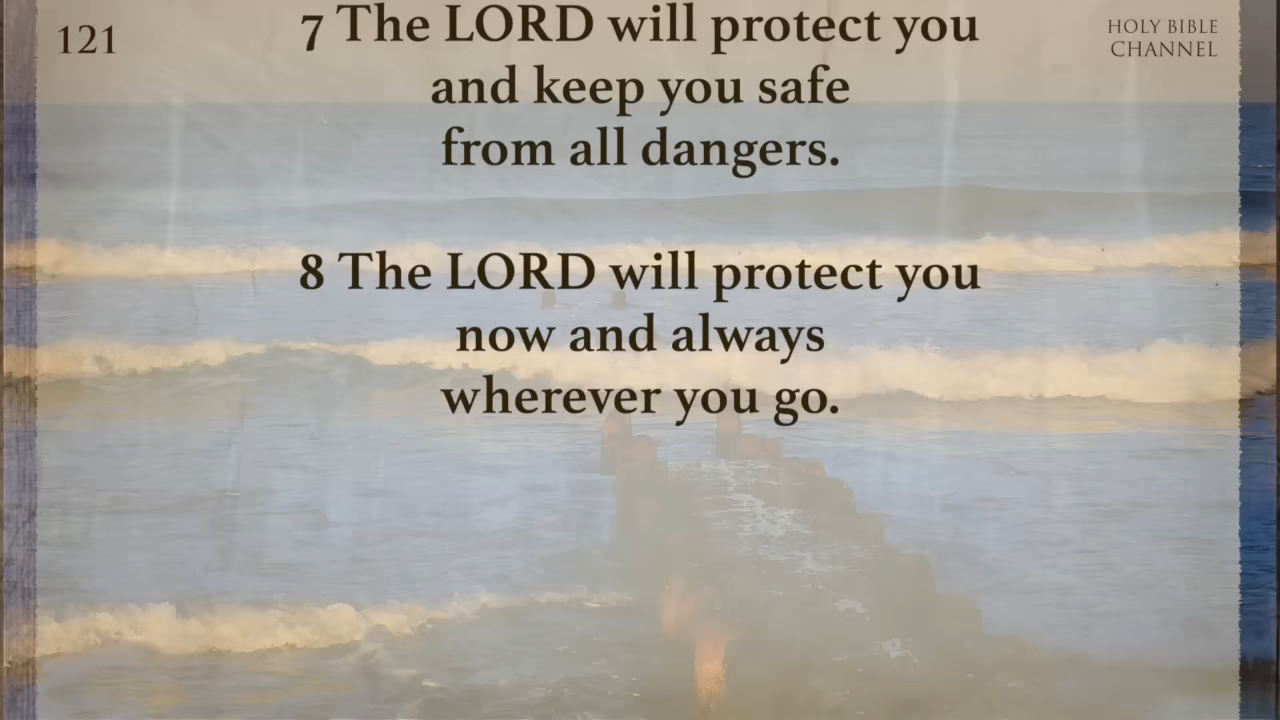 121
7 The LORD will protect you
and keep you safe
from all dangers.
8 The LORD will protect you
now and always
wherever you go.
HOLY BIBLE
CHANNEL